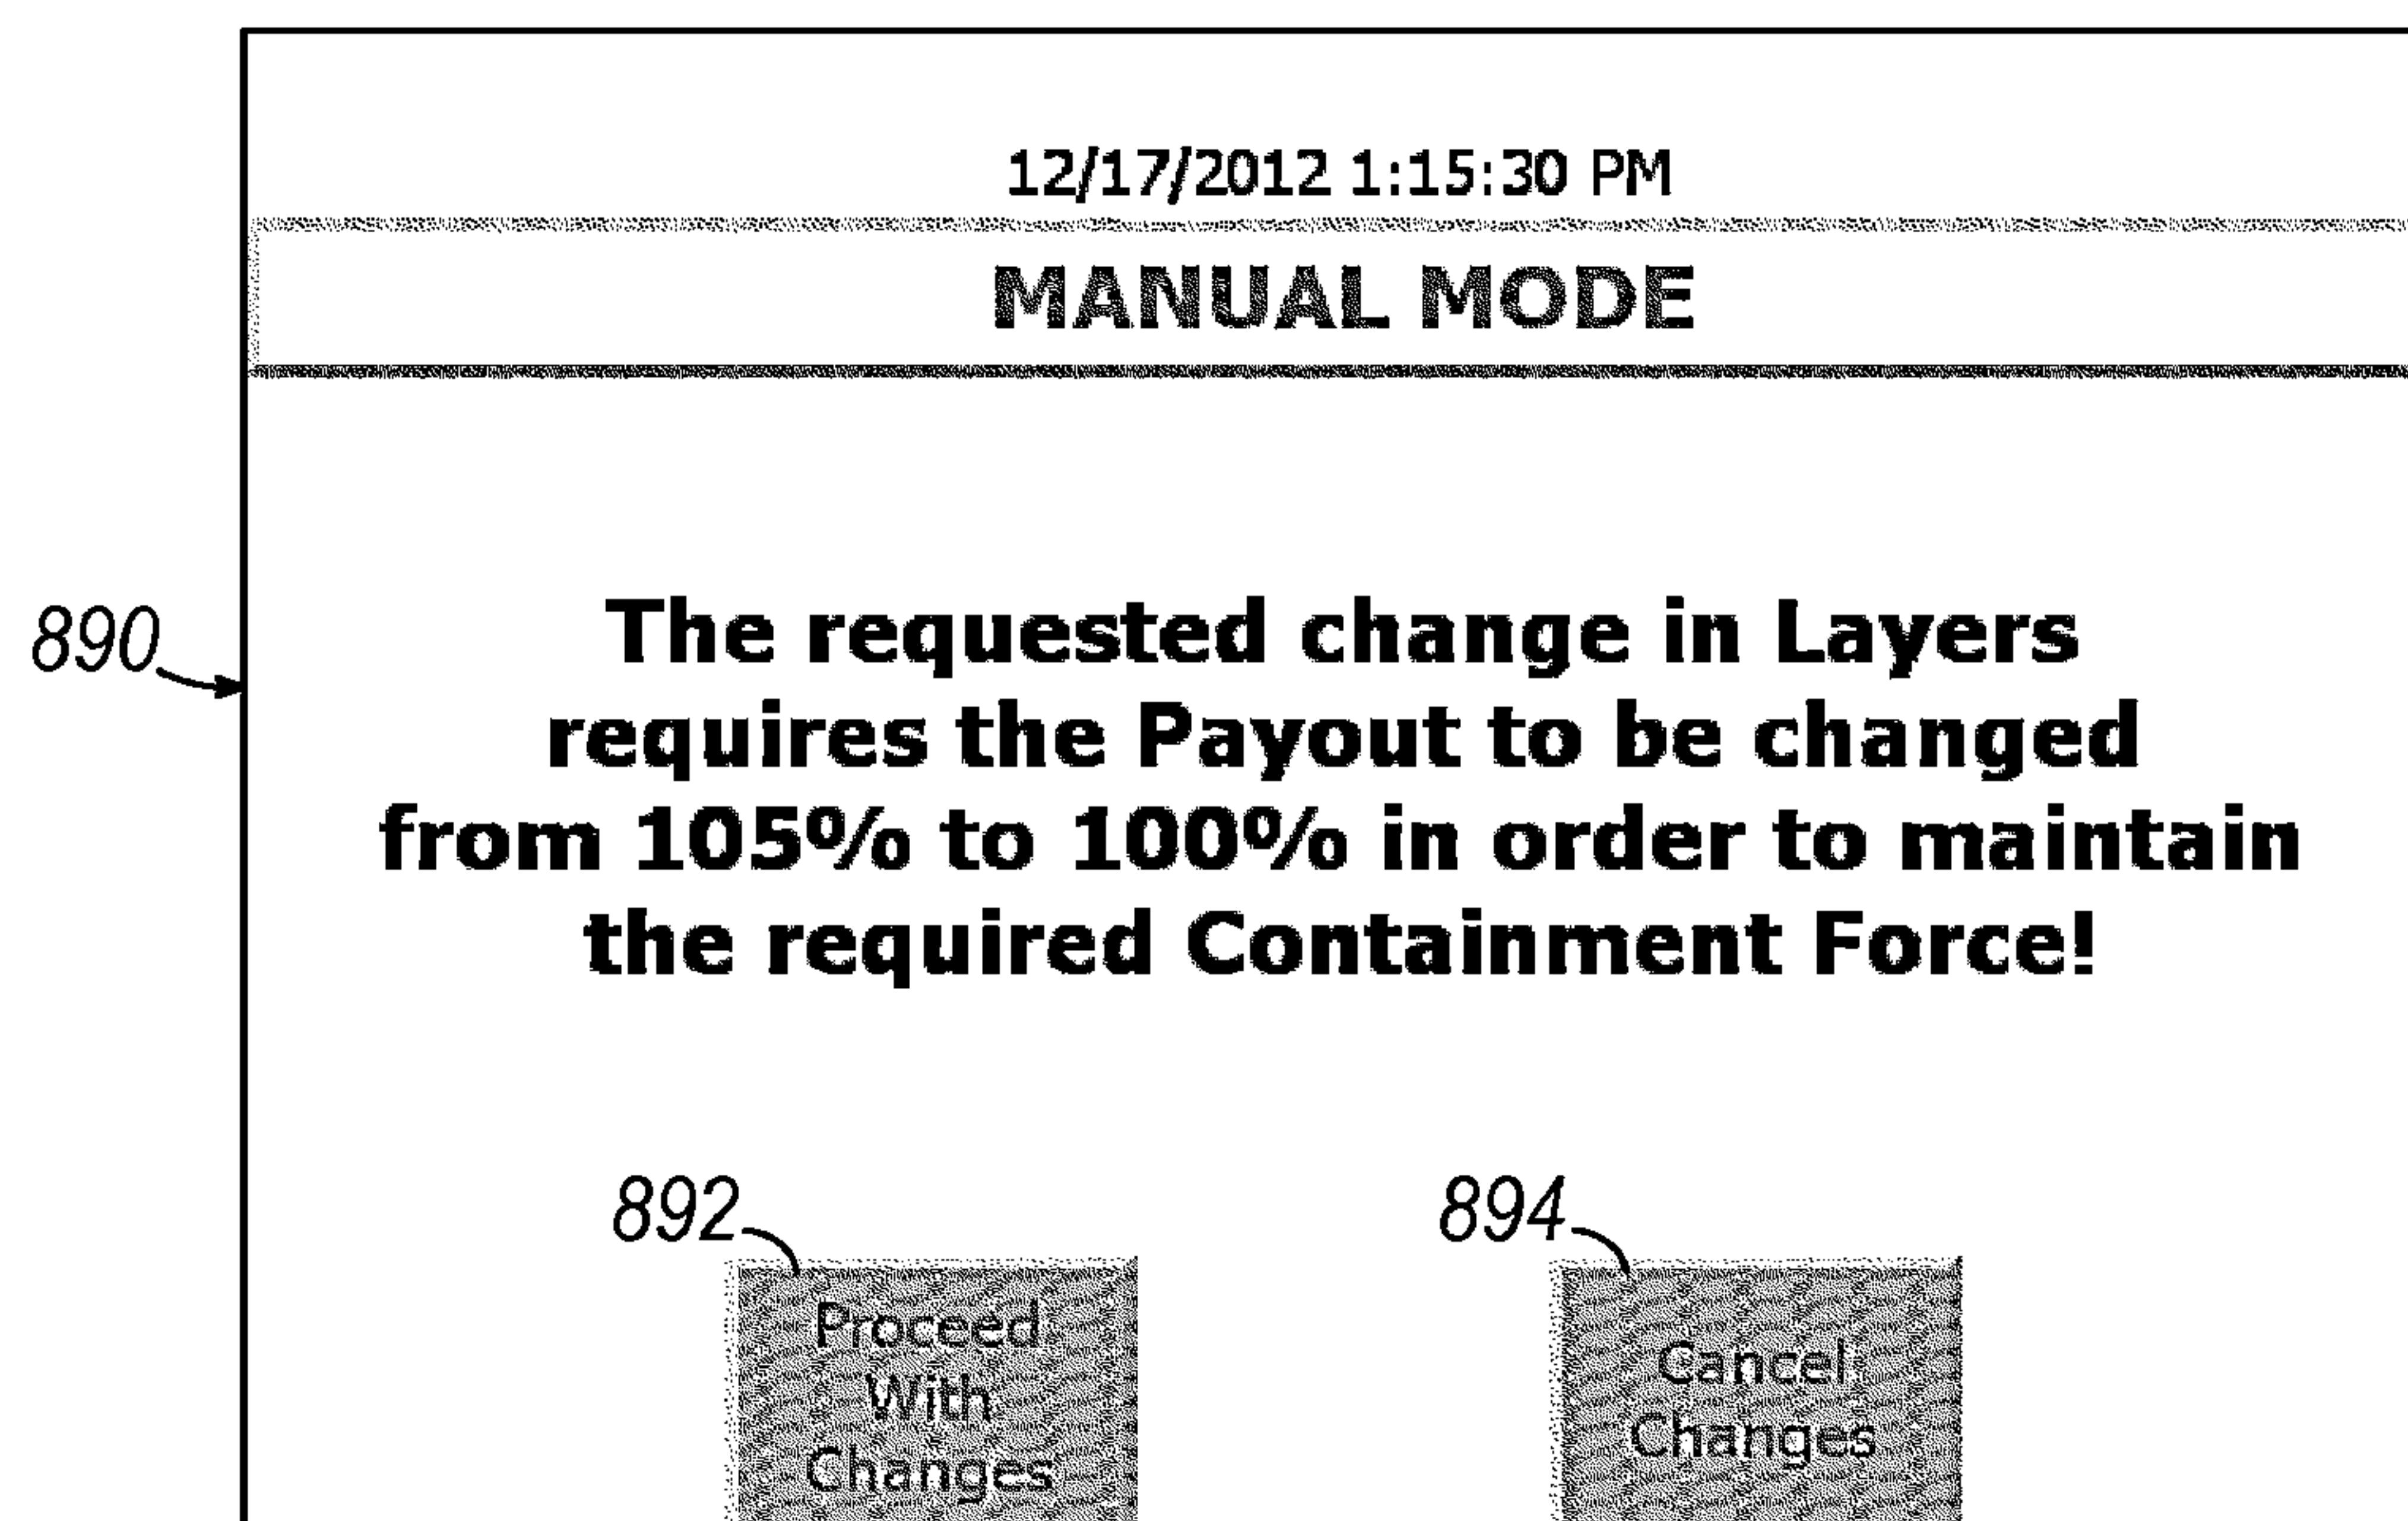 12/17/2012 1:15:30 PM
MANUAL MODE
890
The requested change in Layers
requires the Payout to be changed
from 105% to 100% in order to maintain
the required Containment Force!
892
894
Proceed
With
Changes
Cancel
Changes